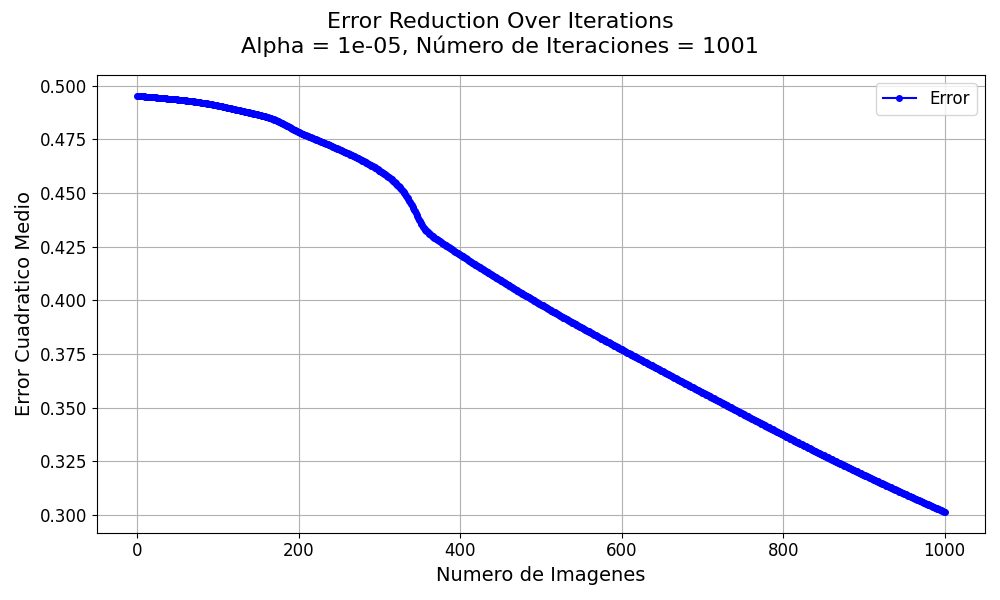 Error Reduction Over Iterations
Alpha = 1e-05, Número de Iteraciones = 1001
Error
0.500
0.475
0.450
0.425
0.400
0.375
0.350
0.325
0.300
Error Cuadratico Medio
0 200 400 600 800 1000
Numero de Imagenes